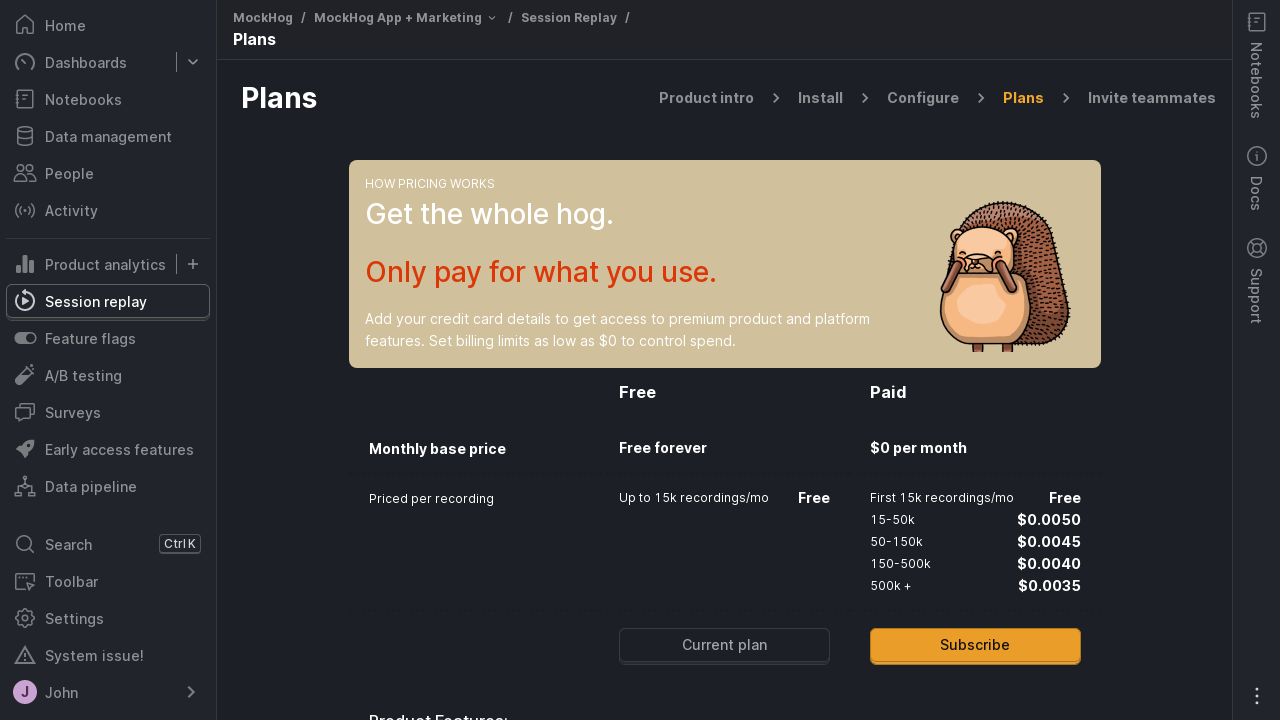 Home
Dashboards
Notebooks
Data management
People
Activity
Product analytics
Session replay
Feature flags
A/B testing
Surveys
Early access features
Data pipeline
Search Ctrl K
Toolbar
Settings
System issue!
J John
MockHog / MockHog App + Marketing / Session Replay /
Plans
Plans
Product intro > Install > Configure > Plans > Invite teammates
HOW PRICING WORKS
Get the whole hog.
Only pay for what you use.
Add your credit card details to get access to premium product and platform
features. Set billing limits as low as $0 to control spend.
Free Paid
Monthly base price Free forever $0 per month
Priced per recording Up to 15k recordings/mo Free First 15k recordings/mo Free
15-50k $0.0050
50-150k $0.0045
150-500k $0.0040
500k + $0.0035
Current plan Subscribe
Product Features:
Notebooks
Docs
Support